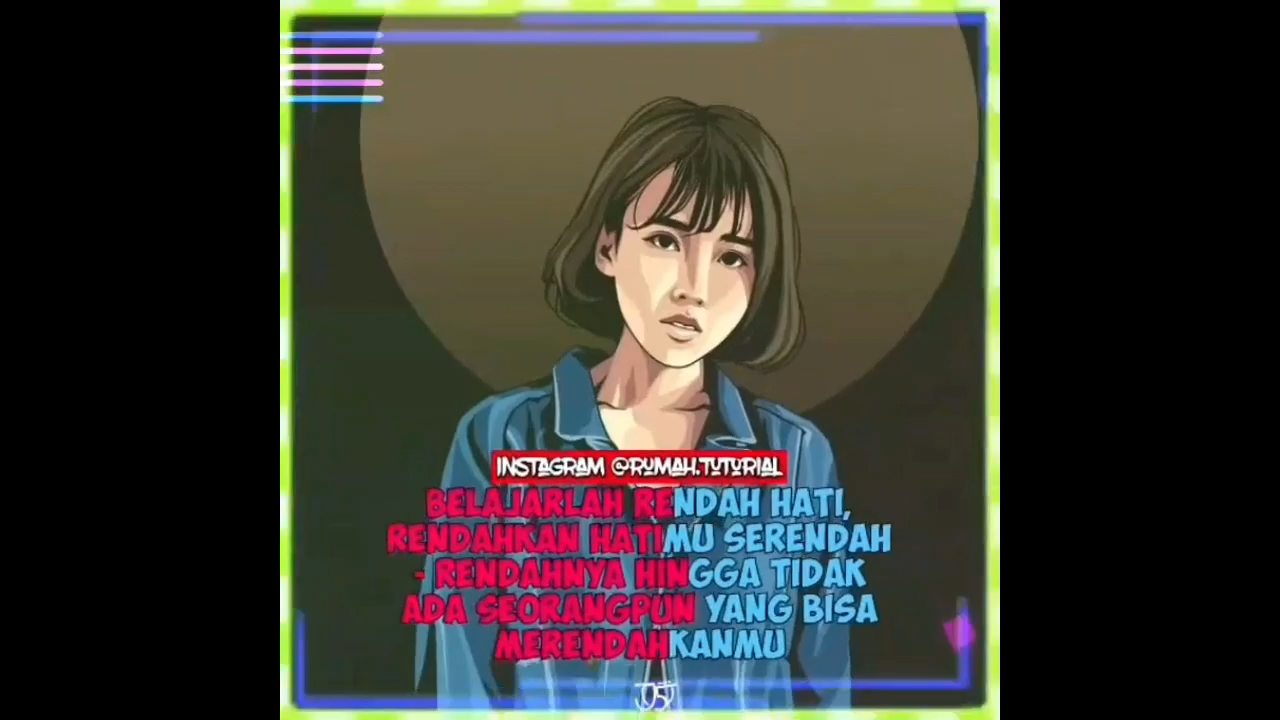 INSTAGRAM @RUMAH.TUTORIAL
BELAJARLAH RENDAH HATI,
RENDAHKAN HATIMU SERENDAH
- RENDAHNYA HINGGA TIDAK
ADA SEORANGPUN YANG BISA
MERENDAHKANMU